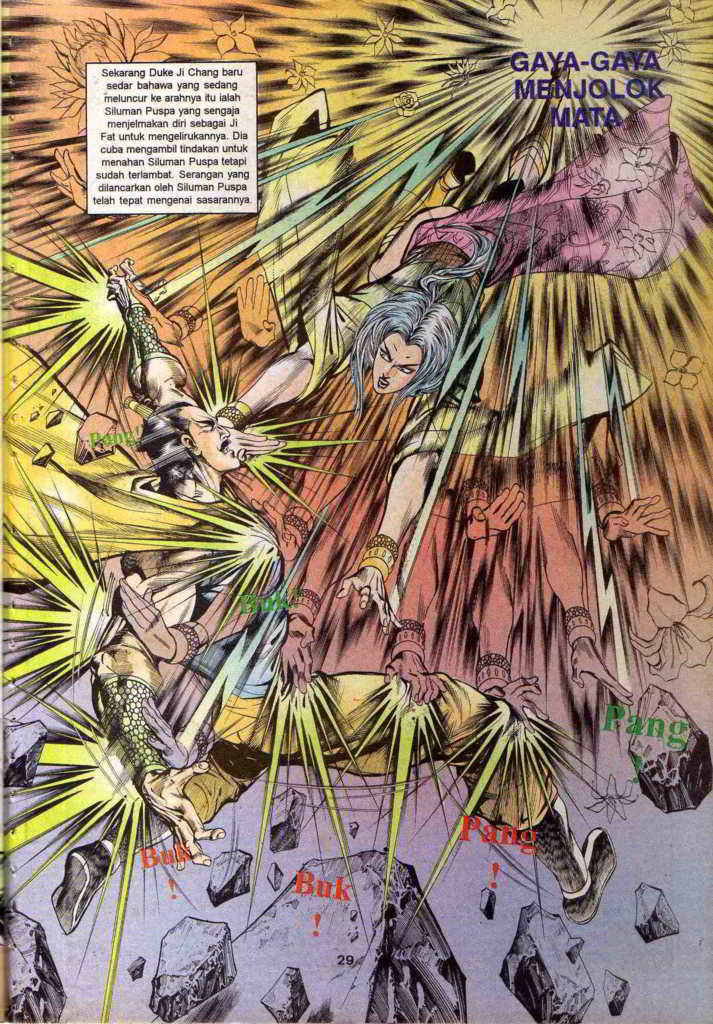 Sekarang Duke Ji Chang baru
sedar bahawa yang sedang
meluncur ke arahnya itu ialah
Siluman Puspa yang sengaja
menjelmakan diri sebagai Ji
Fat untuk mengelirukannya. Dia
cuba mengambil tindakan untuk
menahan Siluman Puspa tetapi
sudah terlambat. Serangan yang
dilancarkan oleh Siluman Puspa
telah tepat mengenai sasarannya.
GAYA-GAYA
MENJOLOK
MATA
Pang!
Buk!
Pang
!
Pang
!
Buk
!
Buk
!
29